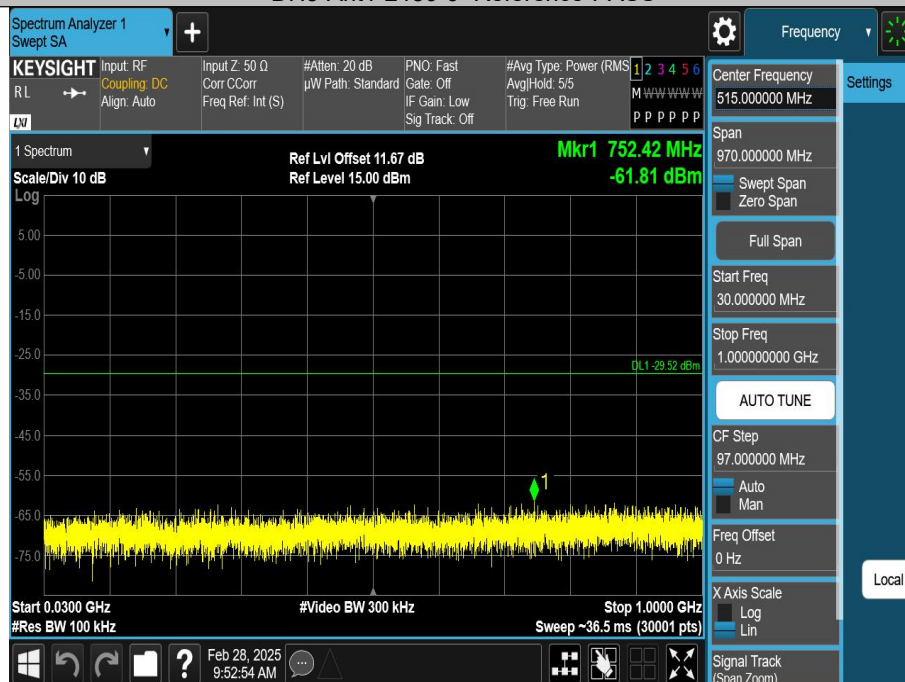 Spectrum Analyzer 1
Swept SA
Frequency
KEYSIGHT
RL
LXI
Input: RF
Coupling: DC
Align: Auto
Input Z: 50 Ω
Corr CCorr
Freq Ref: Int (S)
#Atten: 20 dB
µW Path: Standard
PNO: Fast
Gate: Off
IF Gain: Low
Sig Track: Off
#Avg Type: Power (RMS
Avg|Hold: 5/5
Trig: Free Run
1 2 3 4 5 6
M W W W W W
P P P P P P
Center Frequency
515.000000 MHz
Settings
1 Spectrum
Scale/Div 10 dB
Log
Ref Lvl Offset 11.67 dB
Ref Level 15.00 dBm
Mkr1 752.42 MHz
-61.81 dBm
Span
970.000000 MHz
Swept Span
Zero Span
Full Span
Start Freq
30.000000 MHz
Stop Freq
1.000000000 GHz
AUTO TUNE
CF Step
97.000000 MHz
Auto
Man
Freq Offset
0 Hz
X Axis Scale
Log
Lin
Signal Track
(Span Zoom)
Local
5.00
-5.00
-15.0
-25.0
DL1 -29.52 dBm
-35.0
-45.0
-55.0
1
-65.0
-75.0
Start 0.0300 GHz
#Video BW 300 kHz
Stop 1.0000 GHz
#Res BW 100 kHz
Sweep ~36.5 ms (30001 pts)
Feb 28, 2025
9:52:54 AM